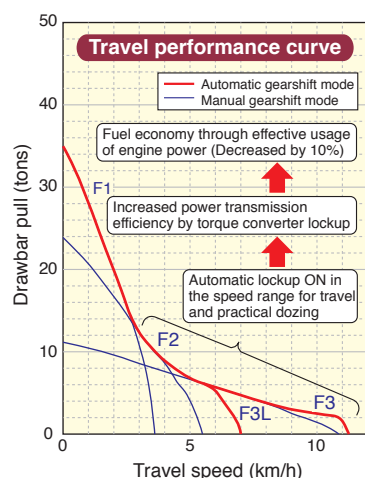 Travel performance curve
Automatic gearshift mode
Manual gearshift mode
Fuel economy through effective usage
of engine power (Decreased by 10%)
Increased power transmission
efficiency by torque converter lockup
Automatic lockup ON in
the speed range for travel
and practical dozing
F1
F2
F3L
F3
50
40
30
20
10
0
Drawbar pull (tons)
0
5
10
Travel speed (km/h)